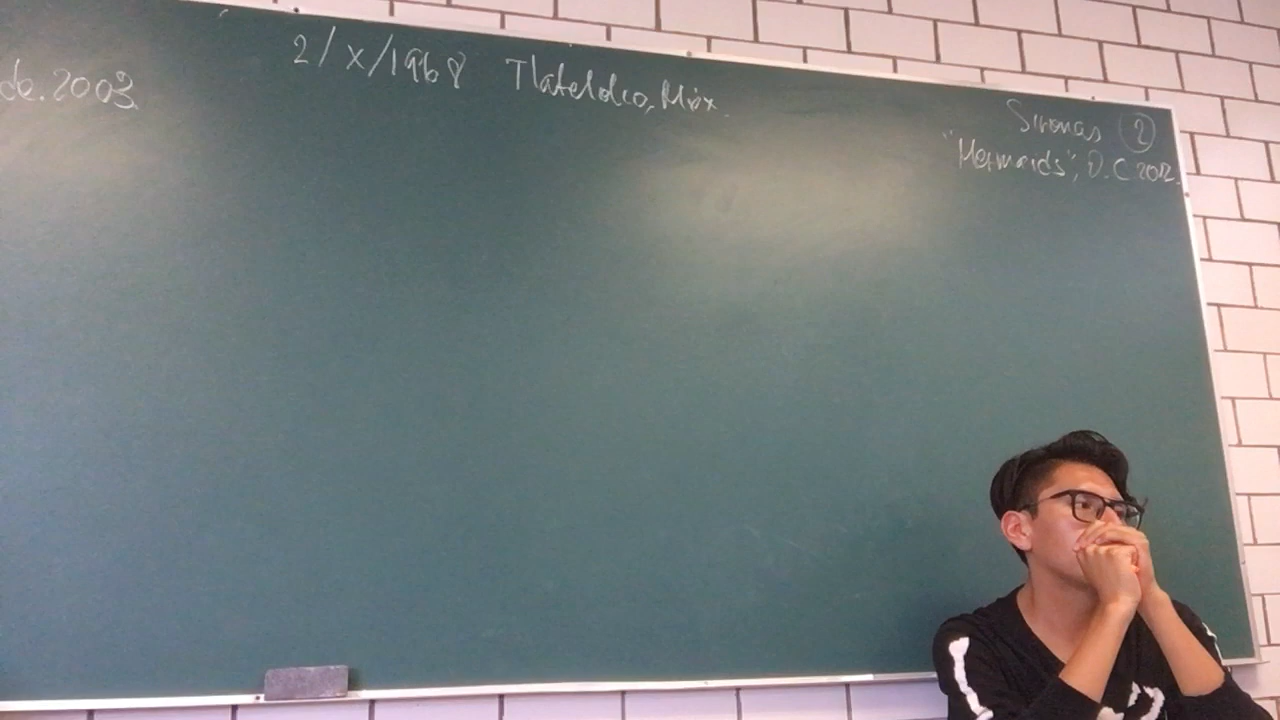 de. 2003
2/X/1968 Tlatelolco, Méx.
Sirenas 2
"Mermaids", D.C. 2012.